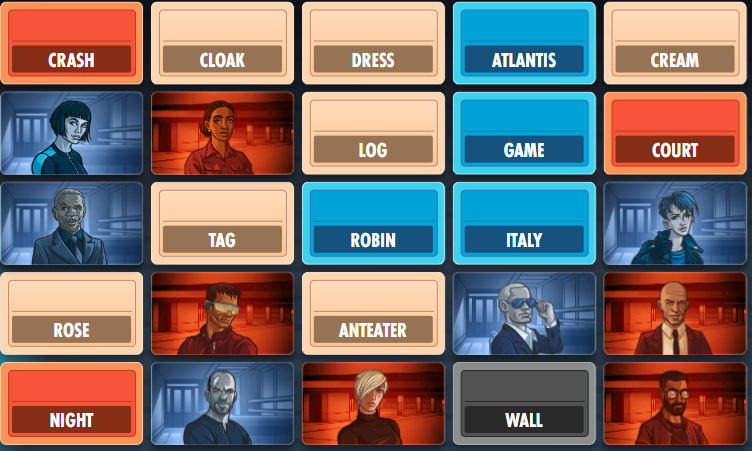 CRASH
CLOAK
DRESS
ATLANTIS
CREAM
LOG
GAME
COURT
TAG
ROBIN
ITALY
ROSE
ANTEATER
NIGHT
WALL